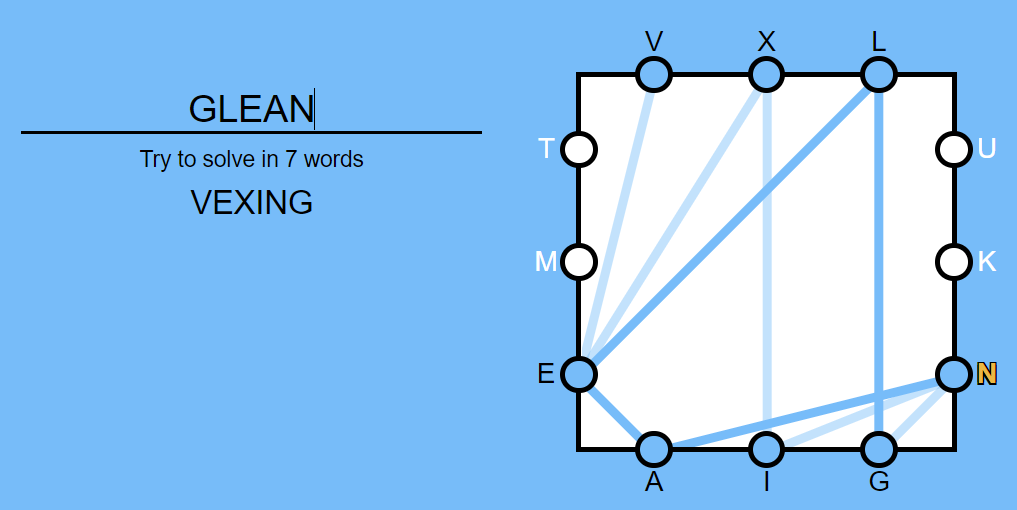 GLEAN
Try to solve in 7 words
VEXING
V X L
T U
M K
E N
A I G